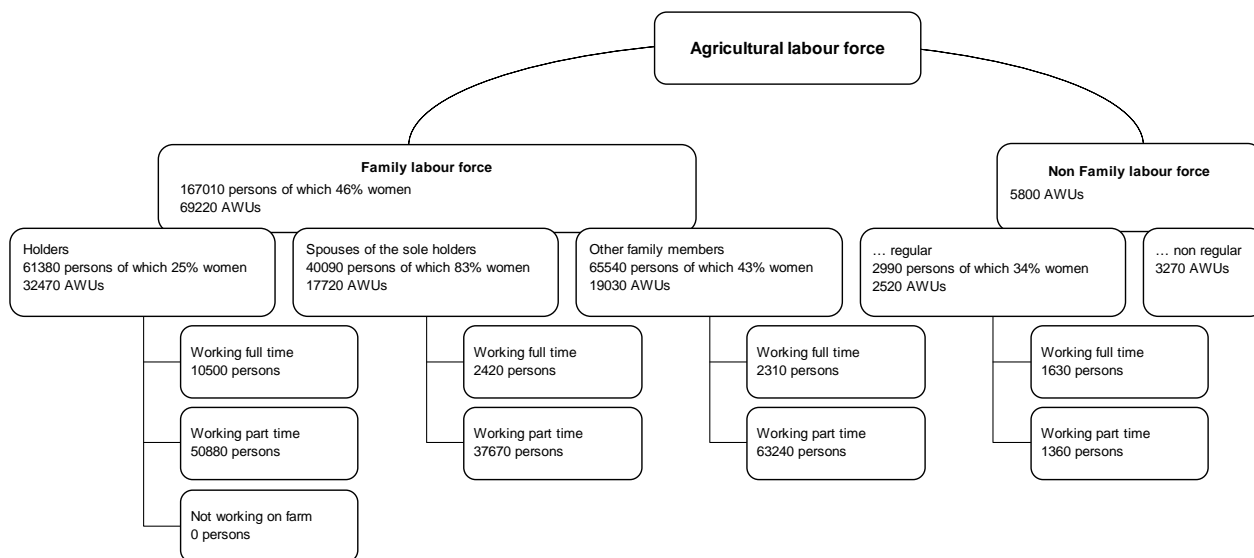 Agricultural labour force
Family labour force
167010 persons of which 46% women
69220 AWUs
Non Family labour force
5800 AWUs
Holders
61380 persons of which 25% women
32470 AWUs
Spouses of the sole holders
40090 persons of which 83% women
17720 AWUs
Other family members
65540 persons of which 43% women
19030 AWUs
... regular
2990 persons of which 34% women
2520 AWUs
... non regular
3270 AWUs
Working full time
10500 persons
Working full time
2420 persons
Working full time
2310 persons
Working full time
1630 persons
Working part time
50880 persons
Working part time
37670 persons
Working part time
63240 persons
Working part time
1360 persons
Not working on farm
0 persons